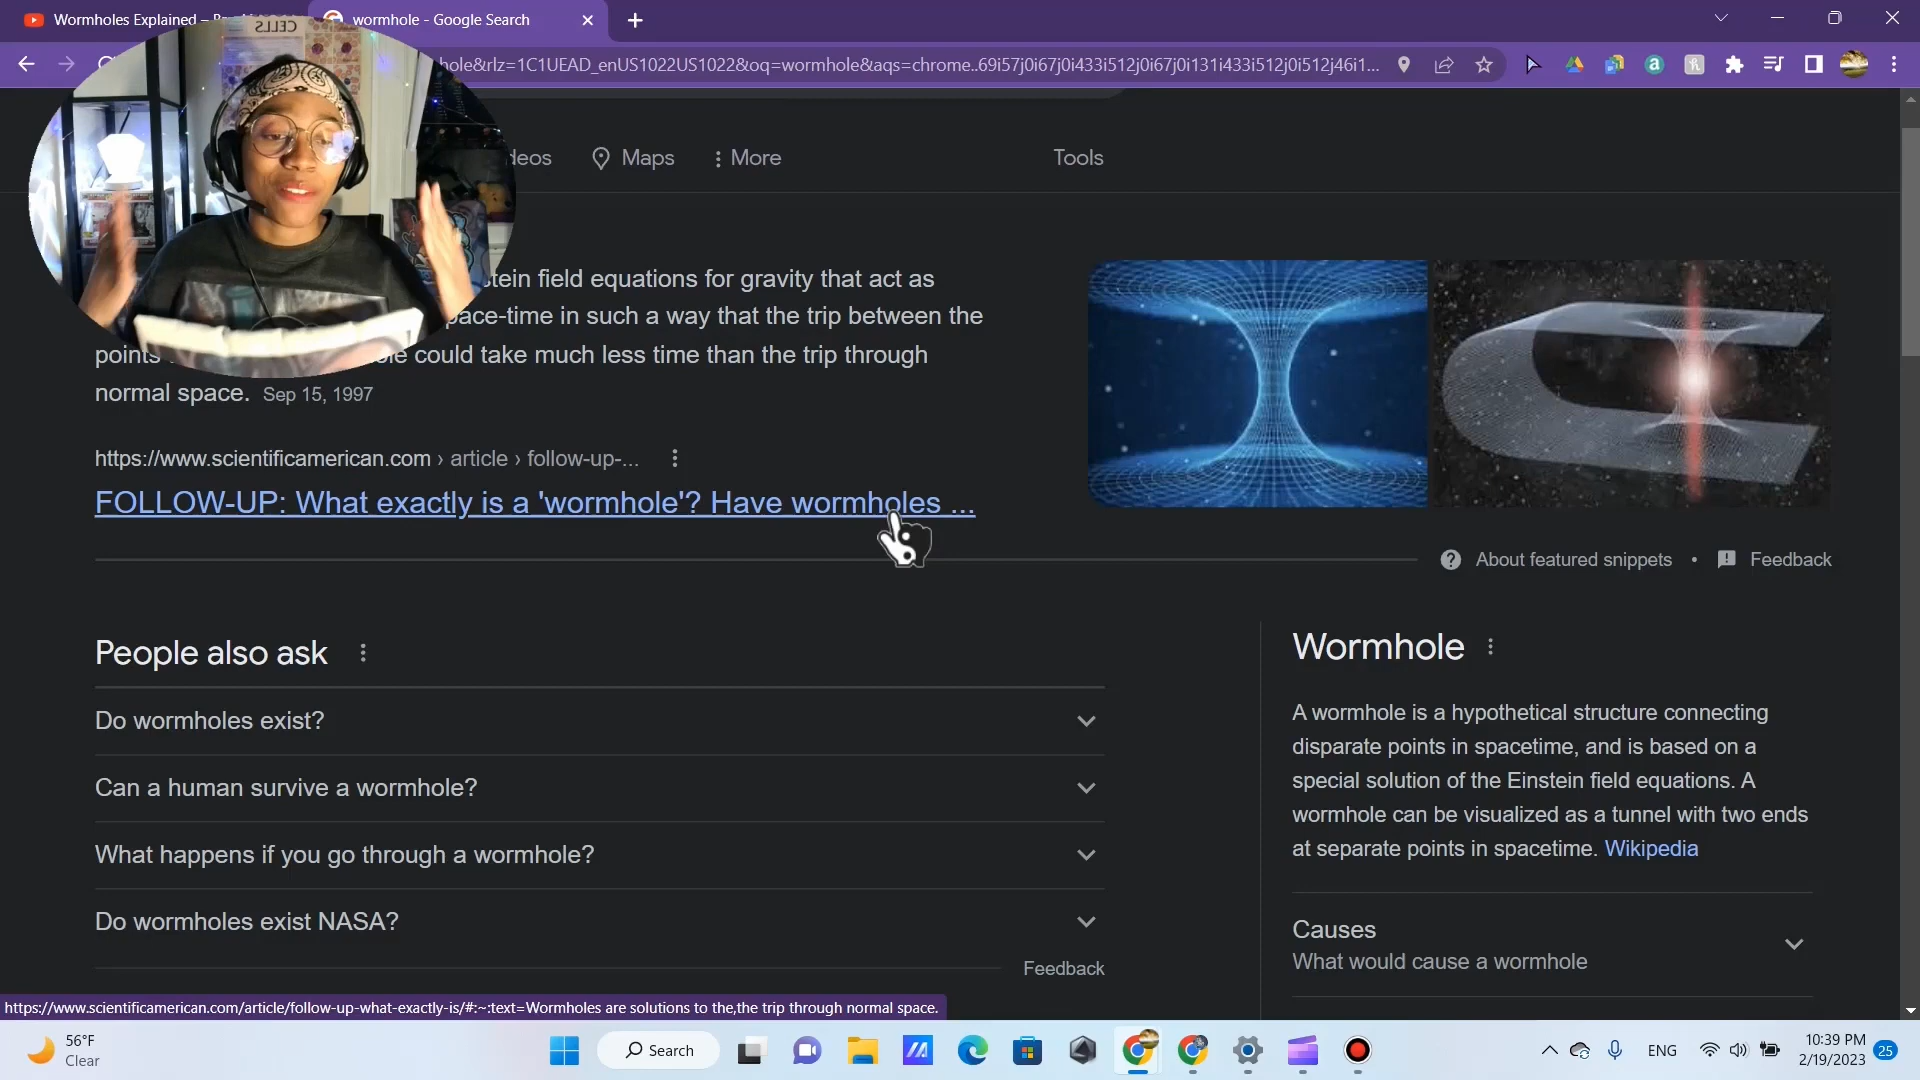 Wormholes Explained –
wormhole - Google Search
hole&rlz=1C1UEAD_enUS1022US1022&oq=wormhole&aqs=chrome..69i57j0i67j0i433i512j0i67j0i131i433i512j0i512j46i1...
CELLS
deos
Maps
More
Tools
tein field equations for gravity that act as
pace-time in such a way that the trip between the
points
le could take much less time than the trip through
normal space. Sep 15, 1997
https://www.scientificamerican.com › article › follow-up-...
FOLLOW-UP: What exactly is a 'wormhole'? Have wormholes ...
About featured snippets • Feedback
People also ask
Do wormholes exist?
Can a human survive a wormhole?
What happens if you go through a wormhole?
Do wormholes exist NASA?
Feedback
Wormhole
A wormhole is a hypothetical structure connecting
disparate points in spacetime, and is based on a
special solution of the Einstein field equations. A
wormhole can be visualized as a tunnel with two ends
at separate points in spacetime. Wikipedia
Causes
What would cause a wormhole
https://www.scientificamerican.com/article/follow-up-what-exactly-is/#:~:text=Wormholes are solutions to the,the trip through normal space.
56°F
Clear
Search
ENG
10:39 PM
2/19/2023
25